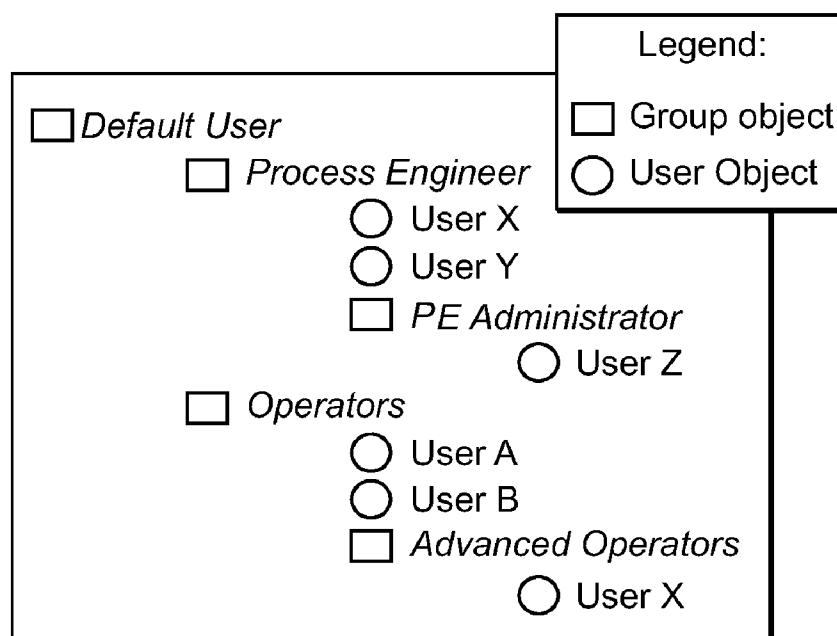 Legend:
Group object
User Object
Default User
Process Engineer
User X
User Y
PE Administrator
User Z
Operators
User A
User B
Advanced Operators
User X